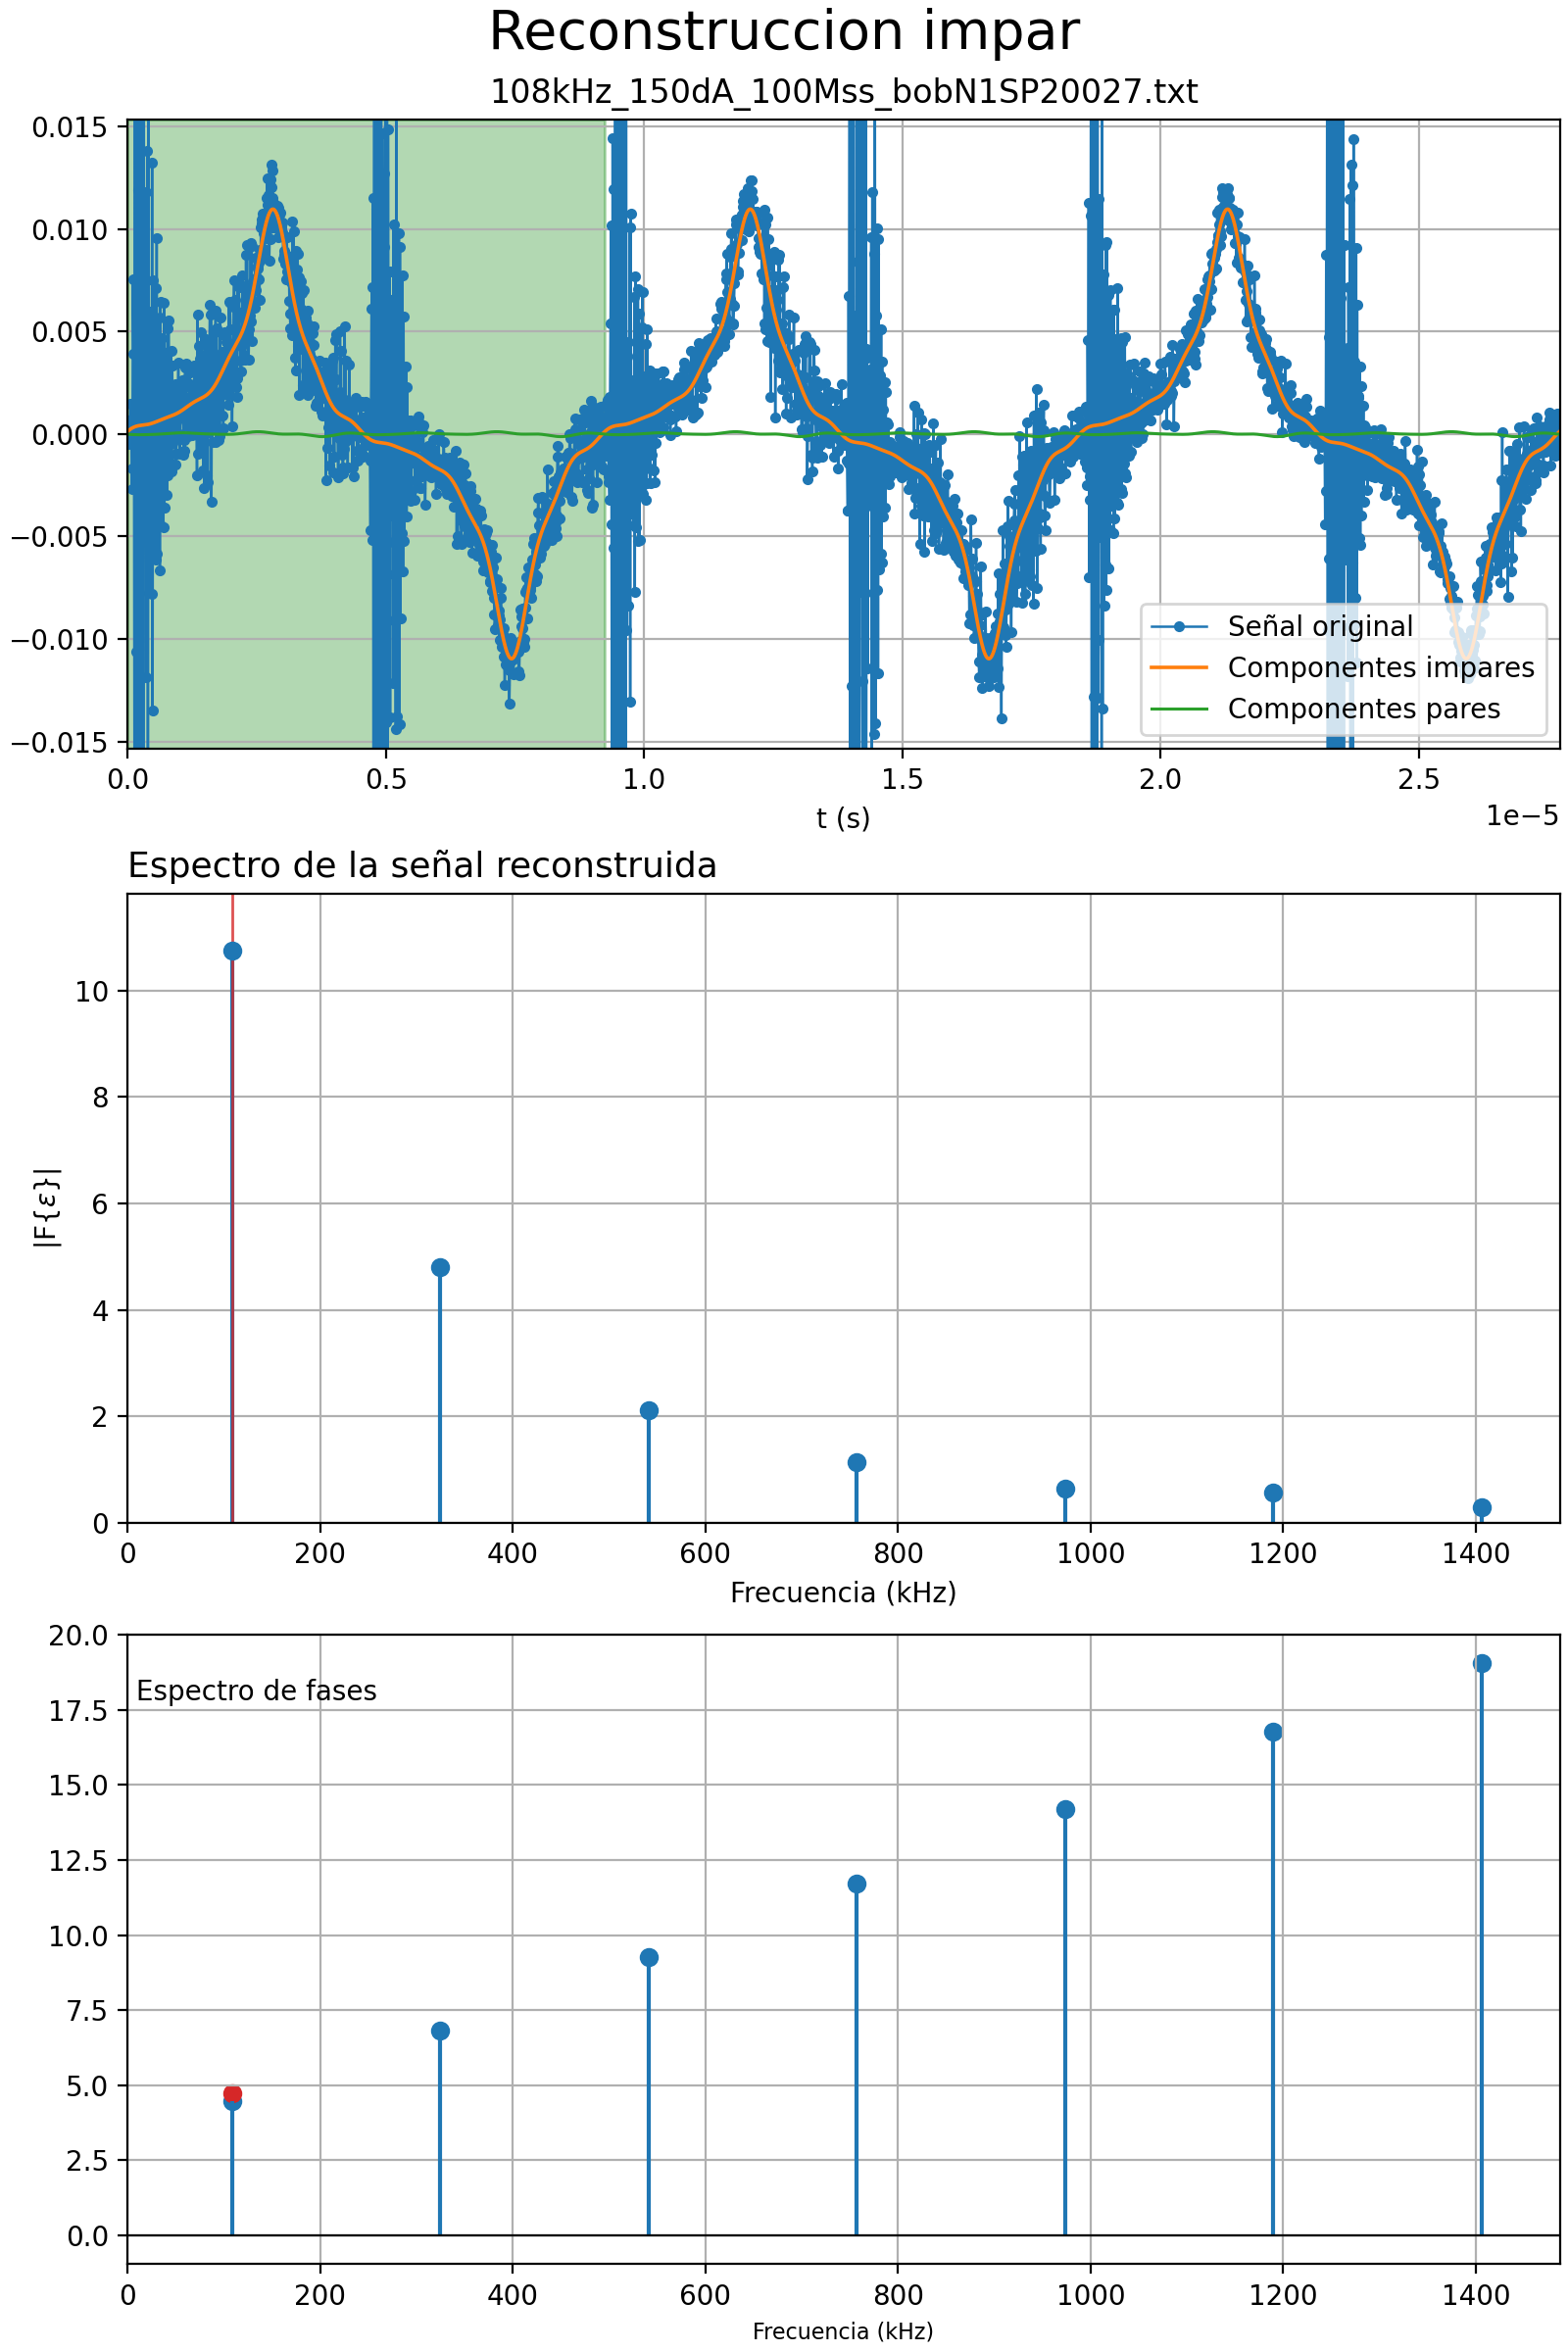 Reconstruccion impar
108kHz_150dA_100Mss_bobN1SP20027.txt
0.015
0.010
0.005
0.000
−0.005
−0.010
−0.015
Señal original
Componentes impares
Componentes pares
0.0 0.5 1.0 1.5 2.0 2.5
t (s)
1e−5
Espectro de la señal reconstruida
10
8
6
4
2
0
|F{ε}|
0 200 400 600 800 1000 1200 1400
Frecuencia (kHz)
20.0
Espectro de fases
17.5
15.0
12.5
10.0
7.5
5.0
2.5
0.0
0 200 400 600 800 1000 1200 1400
Frecuencia (kHz)